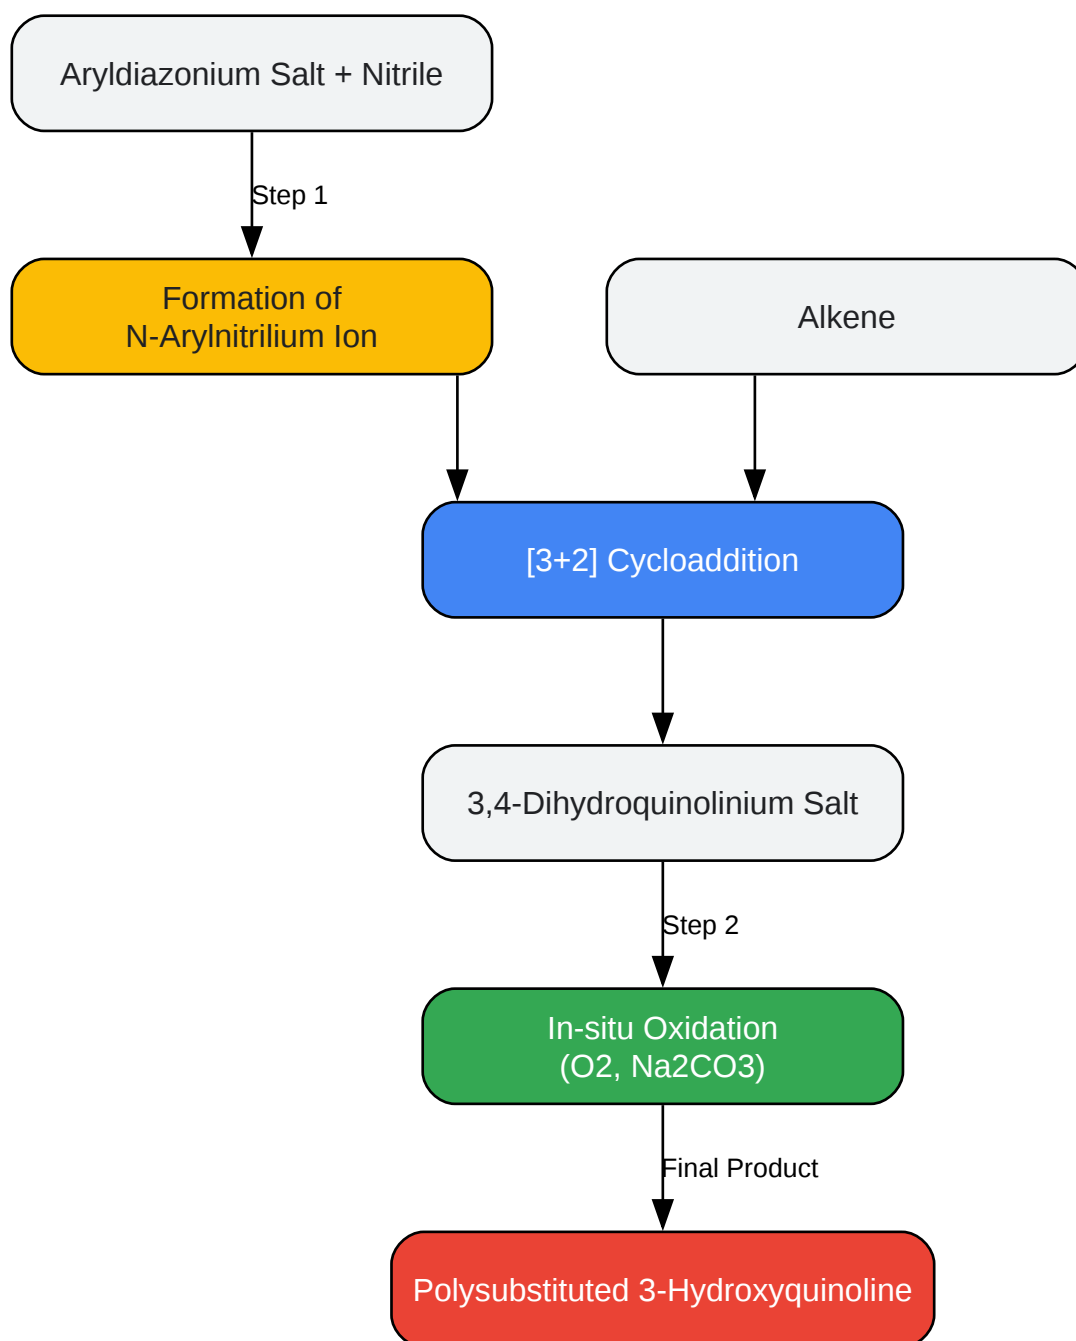 Aryldiazonium Salt + Nitrile
Step 1
Formation of
N-Arylnitrilium Ion
Alkene
[3+2] Cycloaddition
3,4-Dihydroquinolinium Salt
Step 2
In-situ Oxidation
(O2, Na2CO3)
Final Product
Polysubstituted 3-Hydroxyquinoline